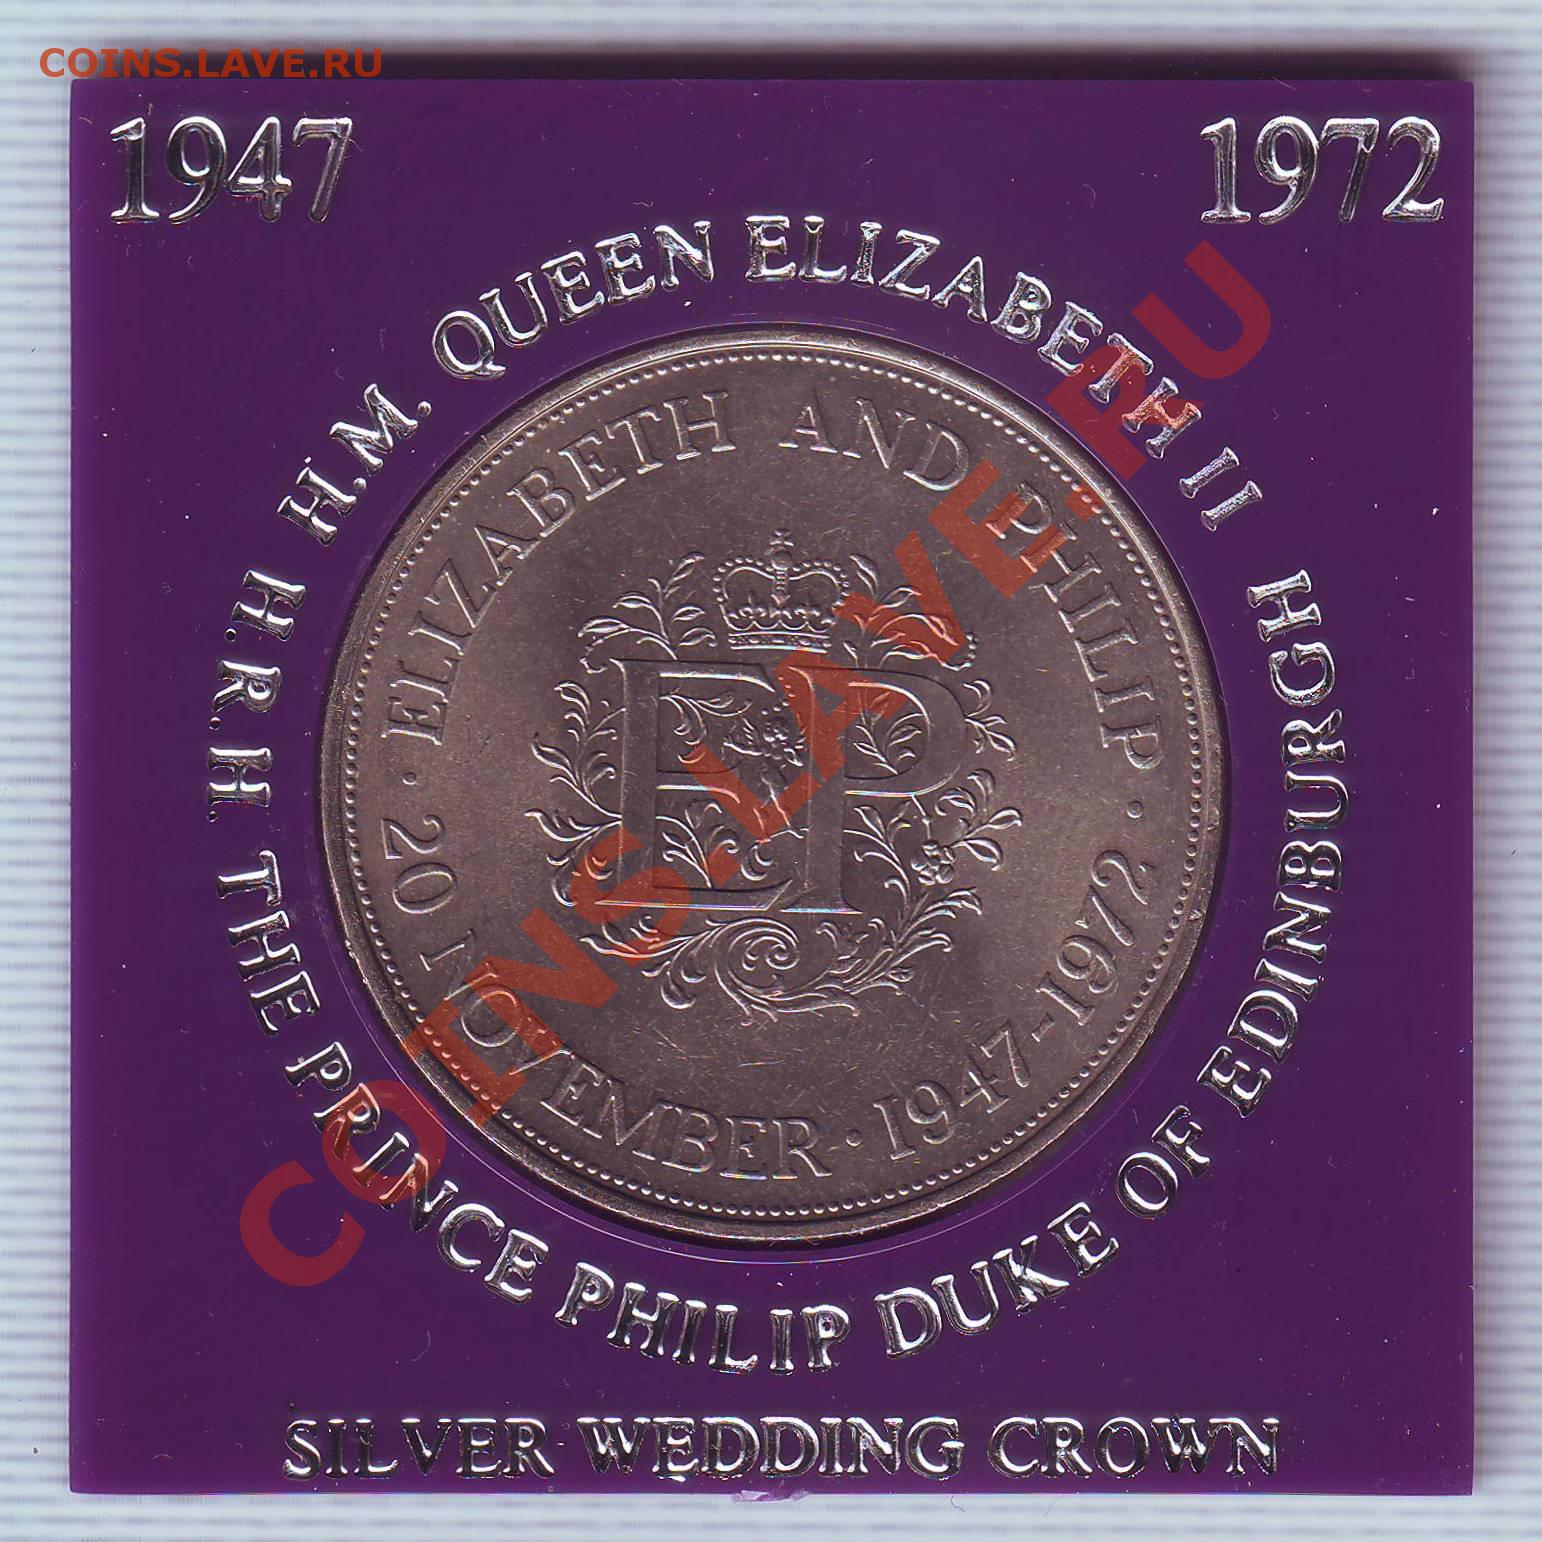 COINS.LAVE.RU
1947 1972
H.M. QUEEN ELIZABETH II
H.R.H. THE PRINCE PHILIP DUKE OF EDINBURGH
· ELIZABETH AND PHILIP ·
20 NOVEMBER · 1947-1972
EP
COINS.LAVE.RU
SILVER WEDDING CROWN